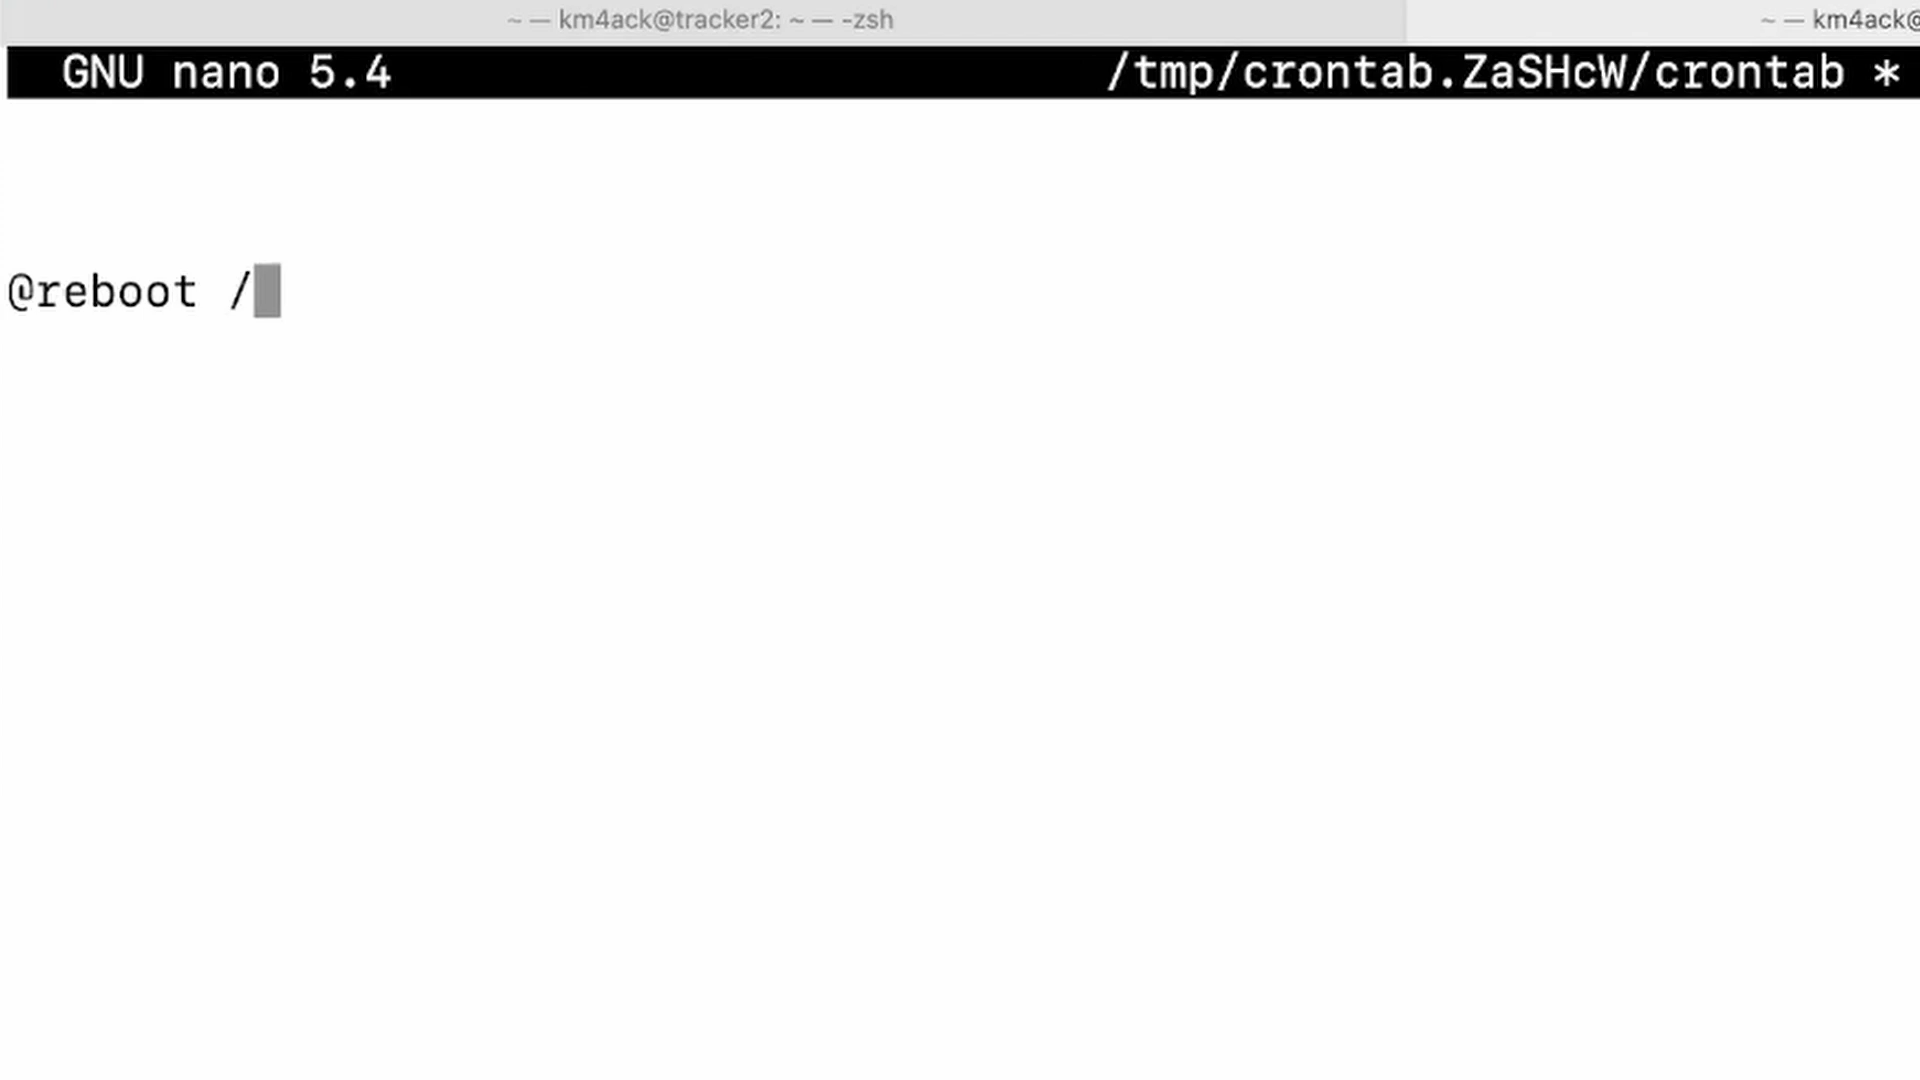 ~ — km4ack@tracker2: ~ — -zsh
~ — km4ack@
GNU nano 5.4 /tmp/crontab.ZaSHcW/crontab *
@reboot /